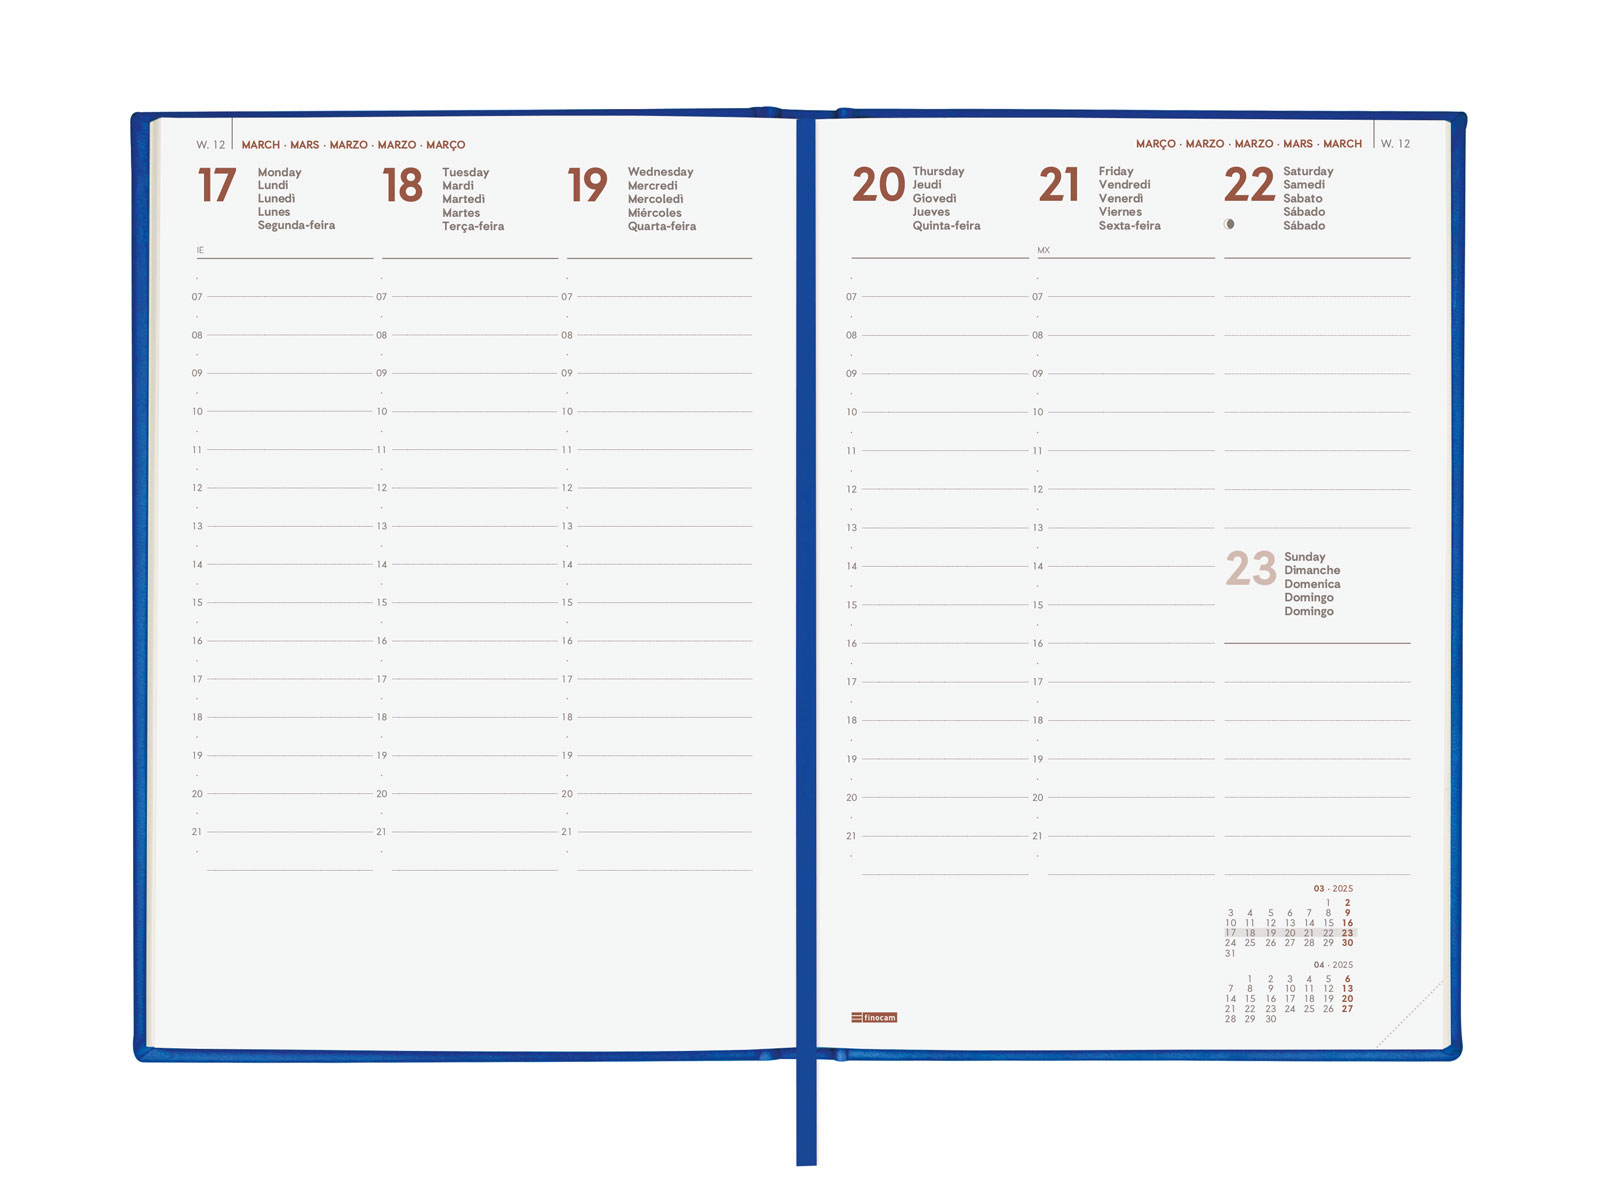 W. 12 MARCH · MARS · MARZO · MARZO · MARÇO
17 Monday
Lundi
Lunedì
Lunes
Segunda-feira
IE
18 Tuesday
Mardi
Martedì
Martes
Terça-feira
19 Wednesday
Mercredi
Mercoledì
Miércoles
Quarta-feira
07 07 07
08 08 08
09 09 09
10 10 10
11 11 11
12 12 12
13 13 13
14 14 14
15 15 15
16 16 16
17 17 17
18 18 18
19 19 19
20 20 20
21 21 21
MARÇO · MARZO · MARZO · MARS · MARCH W. 12
20 Thursday
Jeudi
Giovedì
Jueves
Quinta-feira
21 Friday
Vendredi
Venerdì
Viernes
Sexta-feira
MX
22 Saturday
Samedi
Sabato
Sábado
Sábado
07 07
08 08
09 09
10 10
11 11
12 12
13 13
14 14
15 15
16 16
17 17
18 18
19 19
20 20
21 21
23 Sunday
Dimanche
Domenica
Domingo
Domingo
03 · 2025
1 2
3 4 5 6 7 8 9
10 11 12 13 14 15 16
17 18 19 20 21 22 23
24 25 26 27 28 29 30
31
04 · 2025
1 2 3 4 5 6
7 8 9 10 11 12 13
14 15 16 17 18 19 20
21 22 23 24 25 26 27
28 29 30
finocam